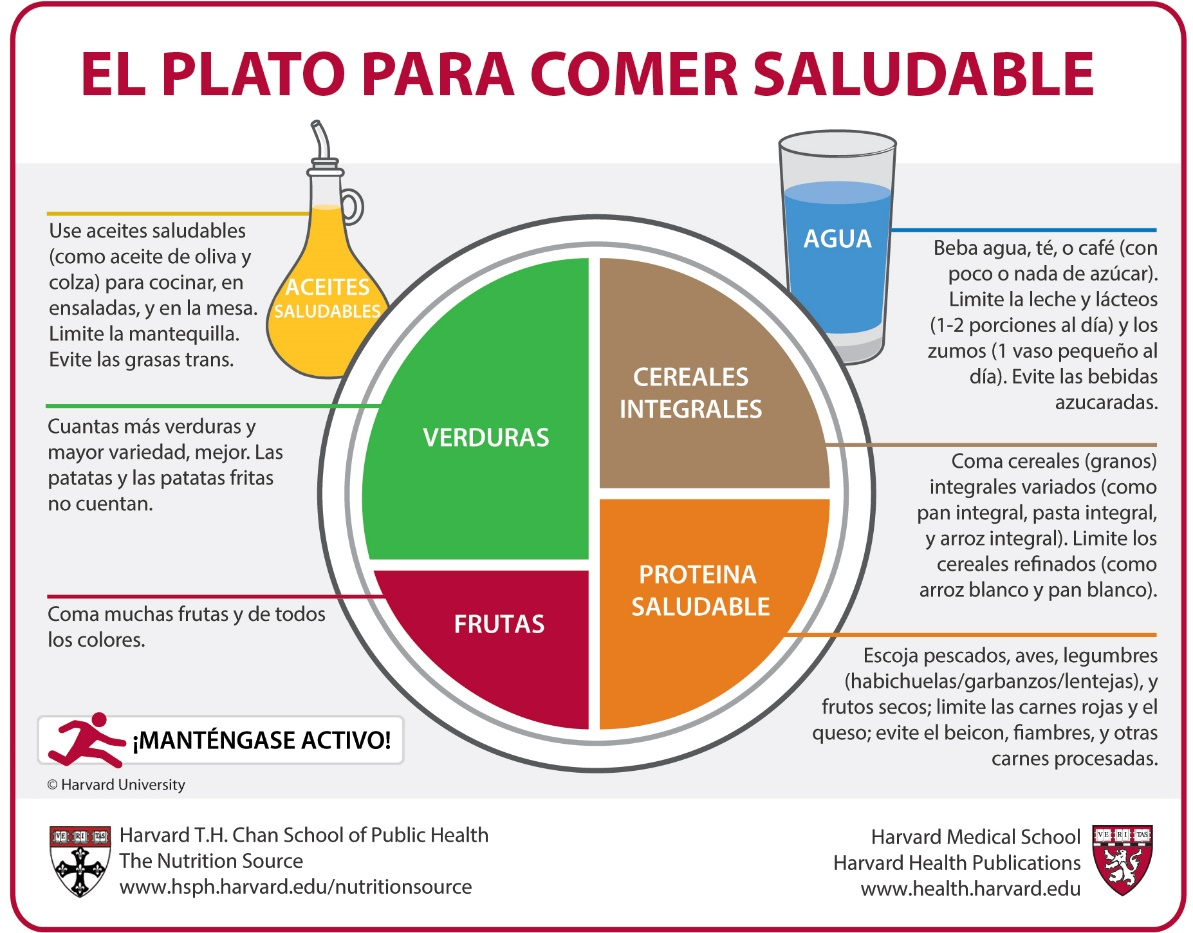 EL PLATO PARA COMER SALUDABLE
Use aceites saludables
(como aceite de oliva y
colza) para cocinar, en
ensaladas, y en la mesa.
Limite la mantequilla.
Evite las grasas trans.
ACEITES
SALUDABLES
AGUA
Beba agua, té, o café (con
poco o nada de azúcar).
Limite la leche y lácteos
(1-2 porciones al día) y los
zumos (1 vaso pequeño al
día). Evite las bebidas
azucaradas.
Cuantas más verduras y
mayor variedad, mejor. Las
patatas y las patatas fritas
no cuentan.
VERDURAS
CEREALES
INTEGRALES
Coma cereales (granos)
integrales variados (como
pan integral, pasta integral,
y arroz integral). Limite los
cereales refinados (como
arroz blanco y pan blanco).
Coma muchas frutas y de todos
los colores.
FRUTAS
PROTEINA
SALUDABLE
Escoja pescados, aves, legumbres
(habichuelas/garbanzos/lentejas), y
frutos secos; limite las carnes rojas y el
queso; evite el beicon, fiambres, y otras
carnes procesadas.
¡MANTÉNGASE ACTIVO!
© Harvard University
VE RI TAS
Harvard T.H. Chan School of Public Health
The Nutrition Source
www.hsph.harvard.edu/nutritionsource
Harvard Medical School
Harvard Health Publications
www.health.harvard.edu
VE RI TAS